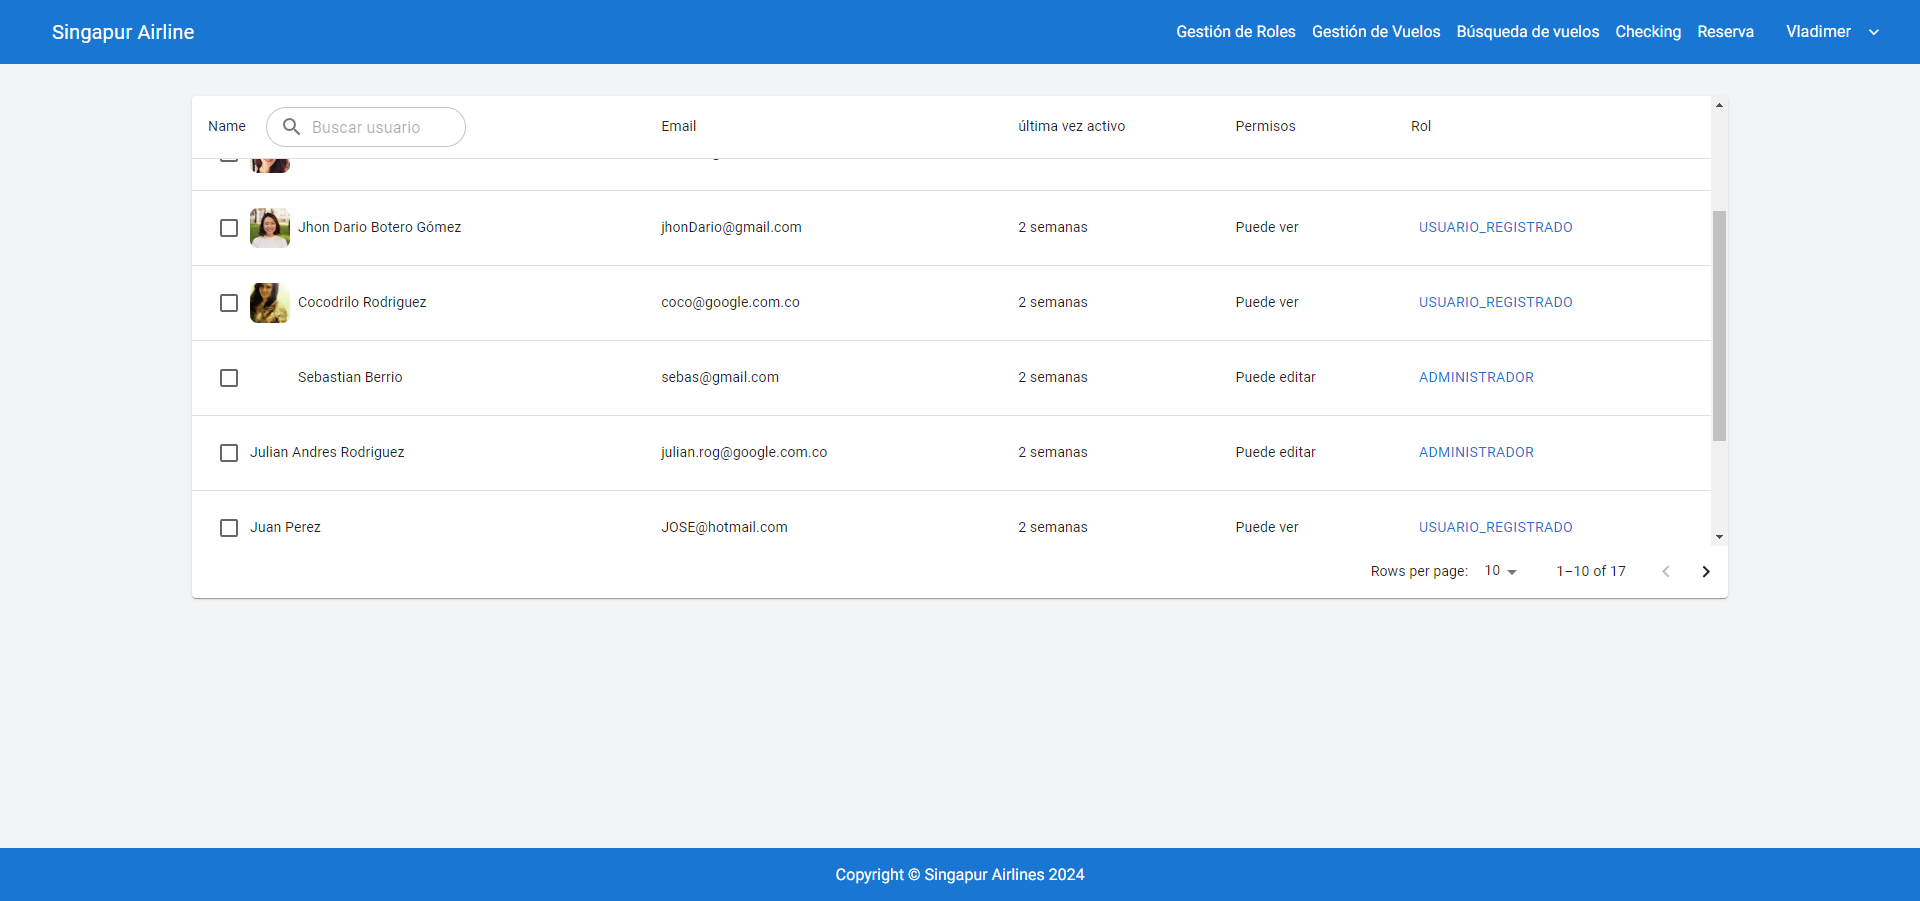 Singapur Airline Gestión de Roles Gestión de Vuelos Búsqueda de vuelos Checking Reserva Vladimer
Name Buscar usuario Email última vez activo Permisos Rol
Jhon Dario Botero Gómez jhonDario@gmail.com 2 semanas Puede ver USUARIO_REGISTRADO
Cocodrilo Rodriguez coco@google.com.co 2 semanas Puede ver USUARIO_REGISTRADO
Sebastian Berrio sebas@gmail.com 2 semanas Puede editar ADMINISTRADOR
Julian Andres Rodriguez julian.rog@google.com.co 2 semanas Puede editar ADMINISTRADOR
Juan Perez JOSE@hotmail.com 2 semanas Puede ver USUARIO_REGISTRADO
Rows per page: 10 1–10 of 17
Copyright © Singapur Airlines 2024